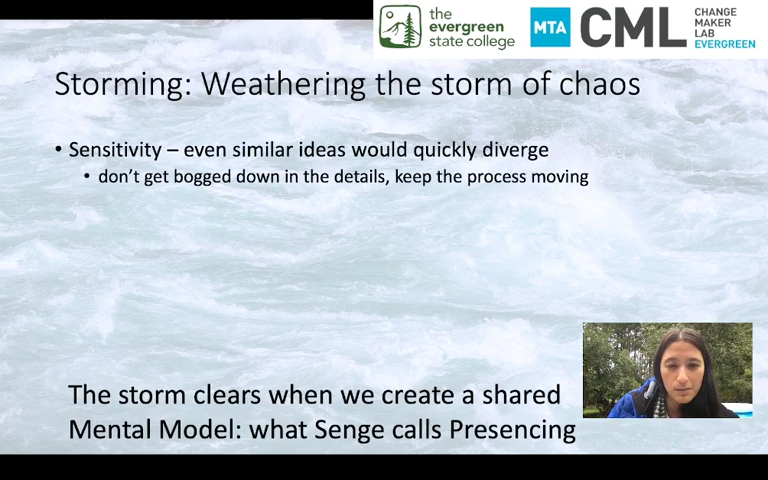 the
evergreen
state college
MTA
CML
CHANGE
MAKER
LAB
EVERGREEN
Storming: Weathering the storm of chaos
• Sensitivity – even similar ideas would quickly diverge
• don’t get bogged down in the details, keep the process moving
The storm clears when we create a shared
Mental Model: what Senge calls Presencing